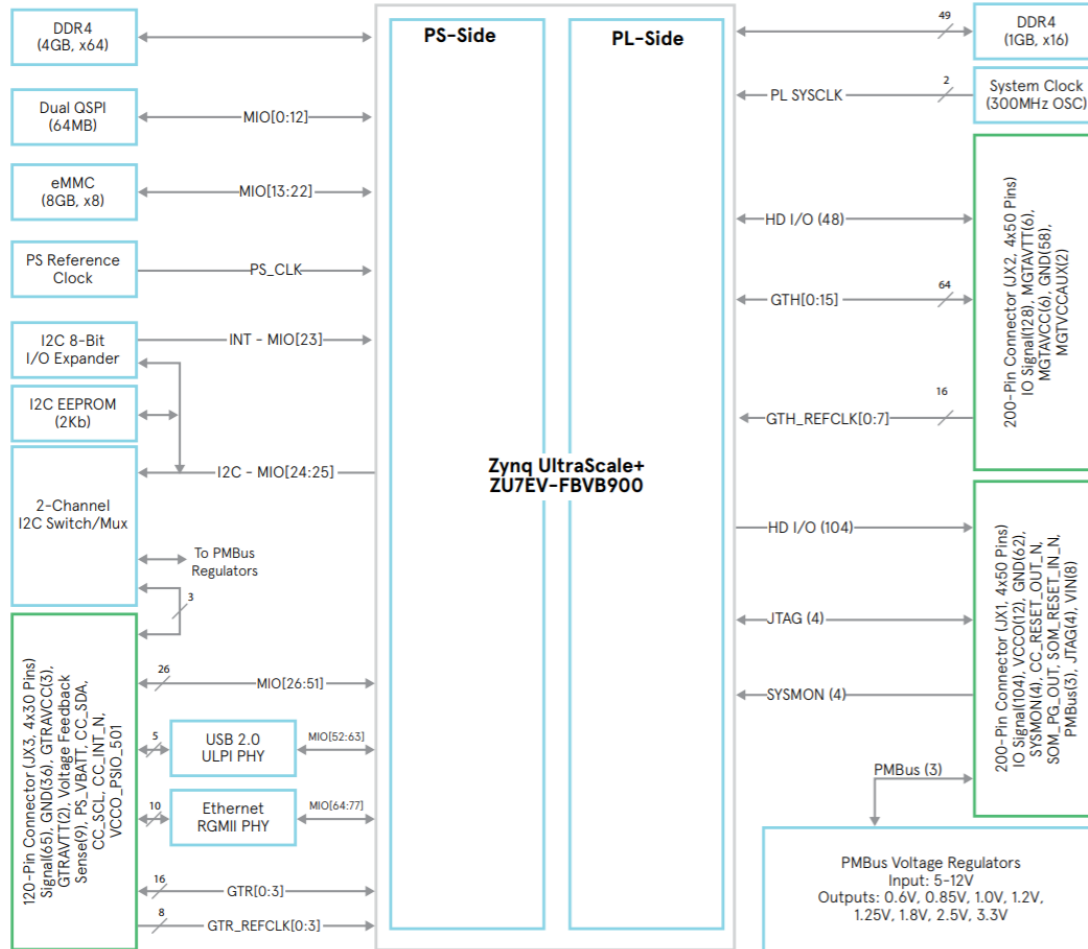 DDR4
(4GB, x64)
Dual QSPI
(64MB)
MIO[0:12]
eMMC
(8GB, x8)
MIO[13:22]
PS Reference
Clock
PS_CLK
I2C 8-Bit
I/O Expander
INT - MIO[23]
I2C EEPROM
(2Kb)
I2C - MIO[24:25]
2-Channel
I2C Switch/Mux
To PMBus
Regulators
3
120-Pin Connector (JX3, 4x30 Pins)
Signal(65), GND(36), GTRAVCC(3)
GTRAVTT(2), Voltage Feedback
Sense(9), PS_VBATT, CC_SDA,
CC_SCL, CC_INT_N,
VCCO_PSIO_501
26
MIO[26:51]
5
USB 2.0
ULPI PHY
MIO[52:63]
10
Ethernet
RGMII PHY
MIO[64:77]
16
GTR[0:3]
8
GTR_REFCLK[0:3]
PS-Side
PL-Side
Zynq UltraScale+
ZU7EV-FBVB900
49
DDR4
(1GB, x16)
PL SYSCLK
2
System Clock
(300MHz OSC)
HD I/O (48)
GTH[0:15]
64
GTH_REFCLK[0:7]
16
200-Pin Connector (JX2, 4x50 Pins)
IO Signal(128), MGTAVTT(6),
MGTAVCC(6), GND(58),
MGTVCCAUX(2)
HD I/O (104)
JTAG (4)
SYSMON (4)
200-Pin Connector (JX1, 4x50 Pins)
IO Signal(104), VCCO(12), GND(62),
SYSMON(4), CC_RESET_OUT_N,
SOM_PG_OUT, SOM_RESET_IN_N,
PMBus(3), JTAG(4), VIN(8)
PMBus (3)
PMBus Voltage Regulators
Input: 5-12V
Outputs: 0.6V, 0.85V, 1.0V, 1.2V,
1.25V, 1.8V, 2.5V, 3.3V